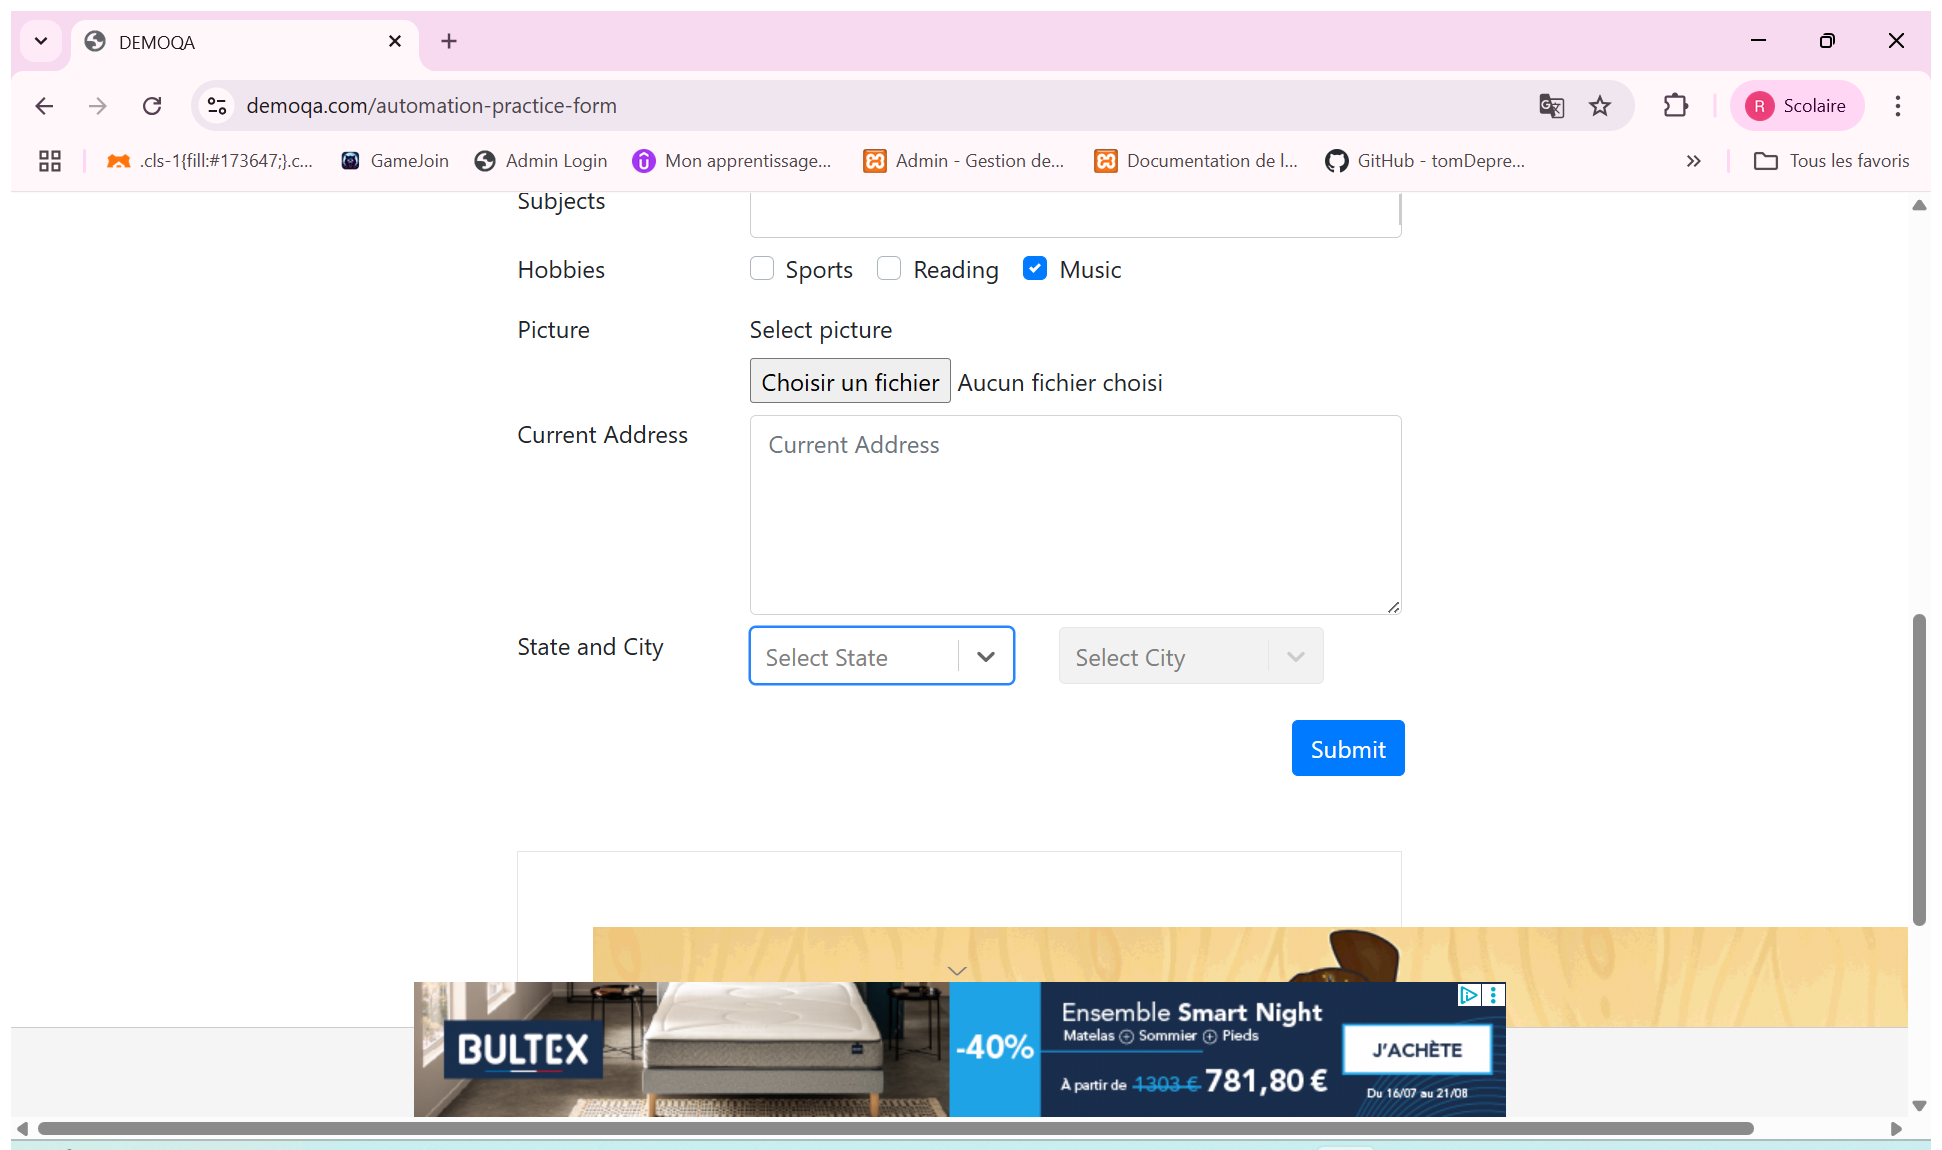 DEMOQA
demoqa.com/automation-practice-form
R Scolaire
.cls-1{fill:#173647;}.c... GameJoin Admin Login Mon apprentissage... Admin - Gestion de... Documentation de l... GitHub - tomDepre... » Tous les favoris
Subjects
Hobbies Sports Reading Music
Picture Select picture
Choisir un fichier Aucun fichier choisi
Current Address Current Address
State and City Select State Select City
Submit
BULTEX
-40%
Ensemble Smart Night
Matelas + Sommier + Pieds
À partir de 1303 € 781,80 €
J'ACHÈTE
Du 16/07 au 21/08